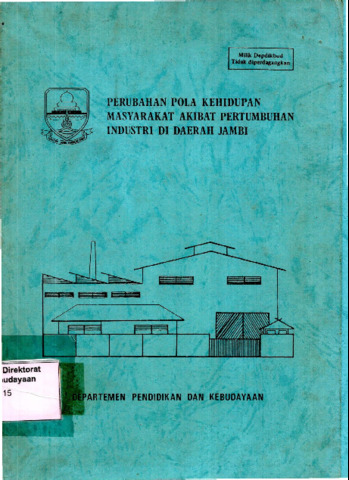 Milik Depdikbud
Tidak diperdagangkan
PERUBAHAN POLA KEHIDUPAN
MASYARAKAT AKIBAT PERTUMBUHAN
INDUSTRI DI DAERAH JAMBI
Direktorat
udayaan
15
DEPARTEMEN PENDIDIKAN DAN KEBUDAYAAN